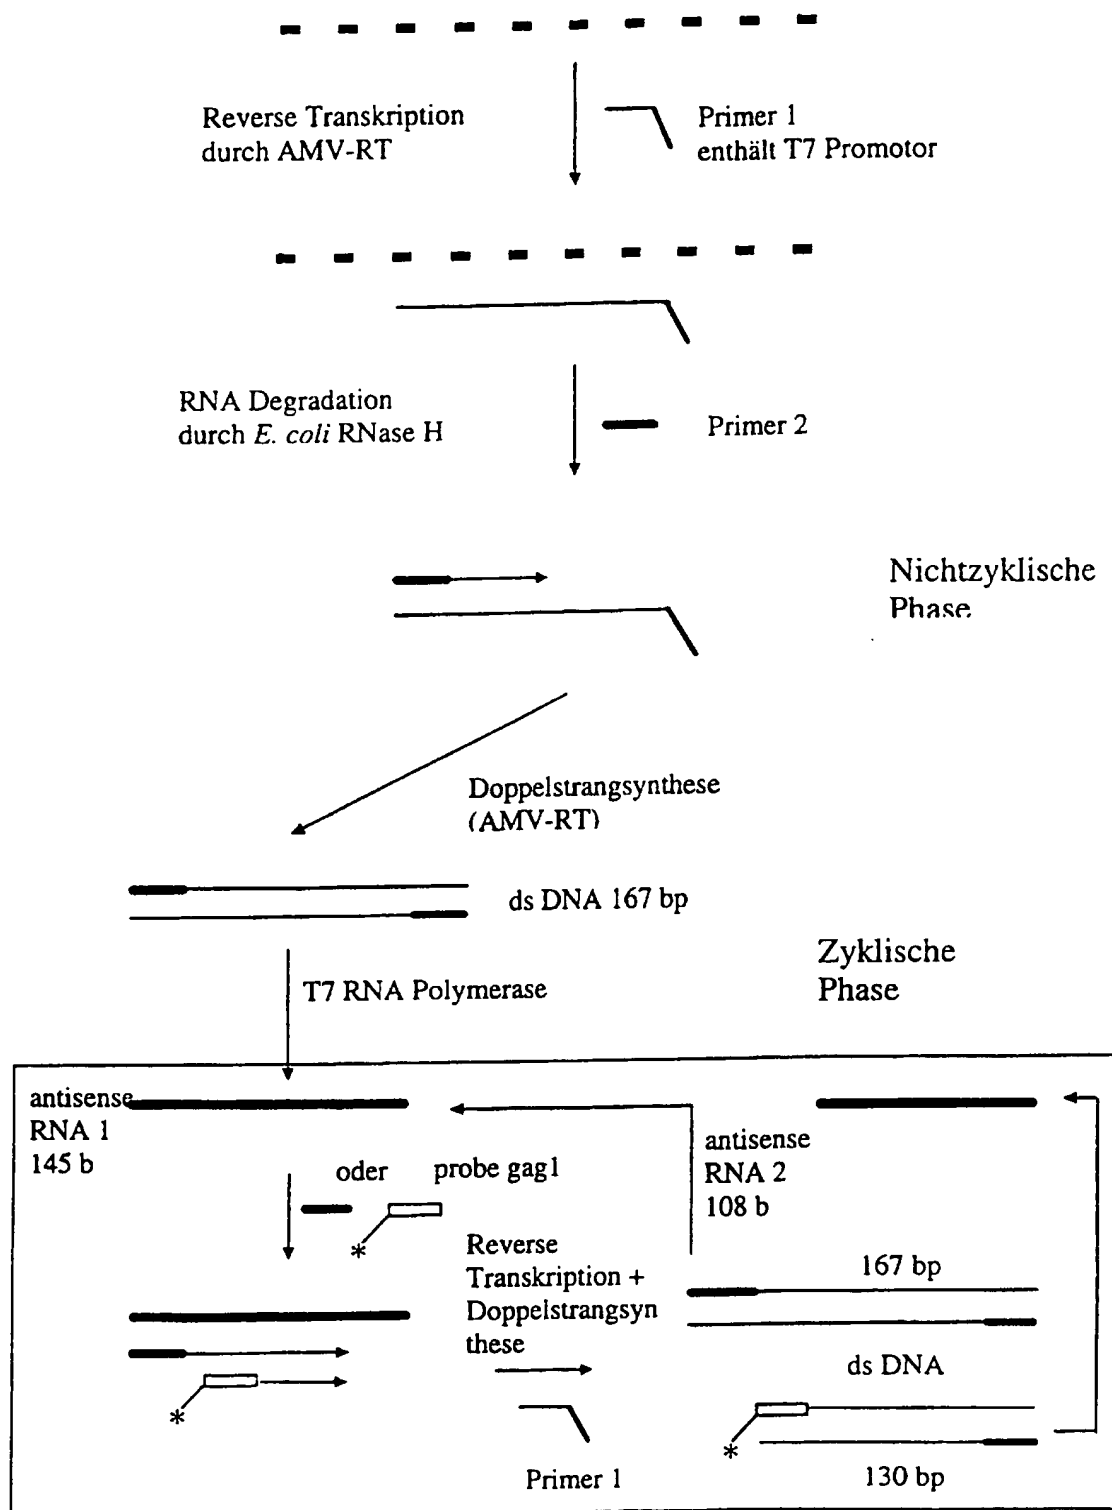 Reverse Transkription
durch AMV-RT
Primer 1
enthält T7 Promotor
RNA Degradation
durch E. coli RNase H
Primer 2
Nichtzyklische
Phase
Doppelstrangsynthese
(AMV-RT)
ds DNA 167 bp
Zyklische
Phase
T7 RNA Polymerase
antisense
RNA 1
145 b
oder
probe gag1
*
antisense
RNA 2
108 b
Reverse
Transkription +
Doppelstrangsyn
these
167 bp
ds DNA
*
*
Primer 1
130 bp